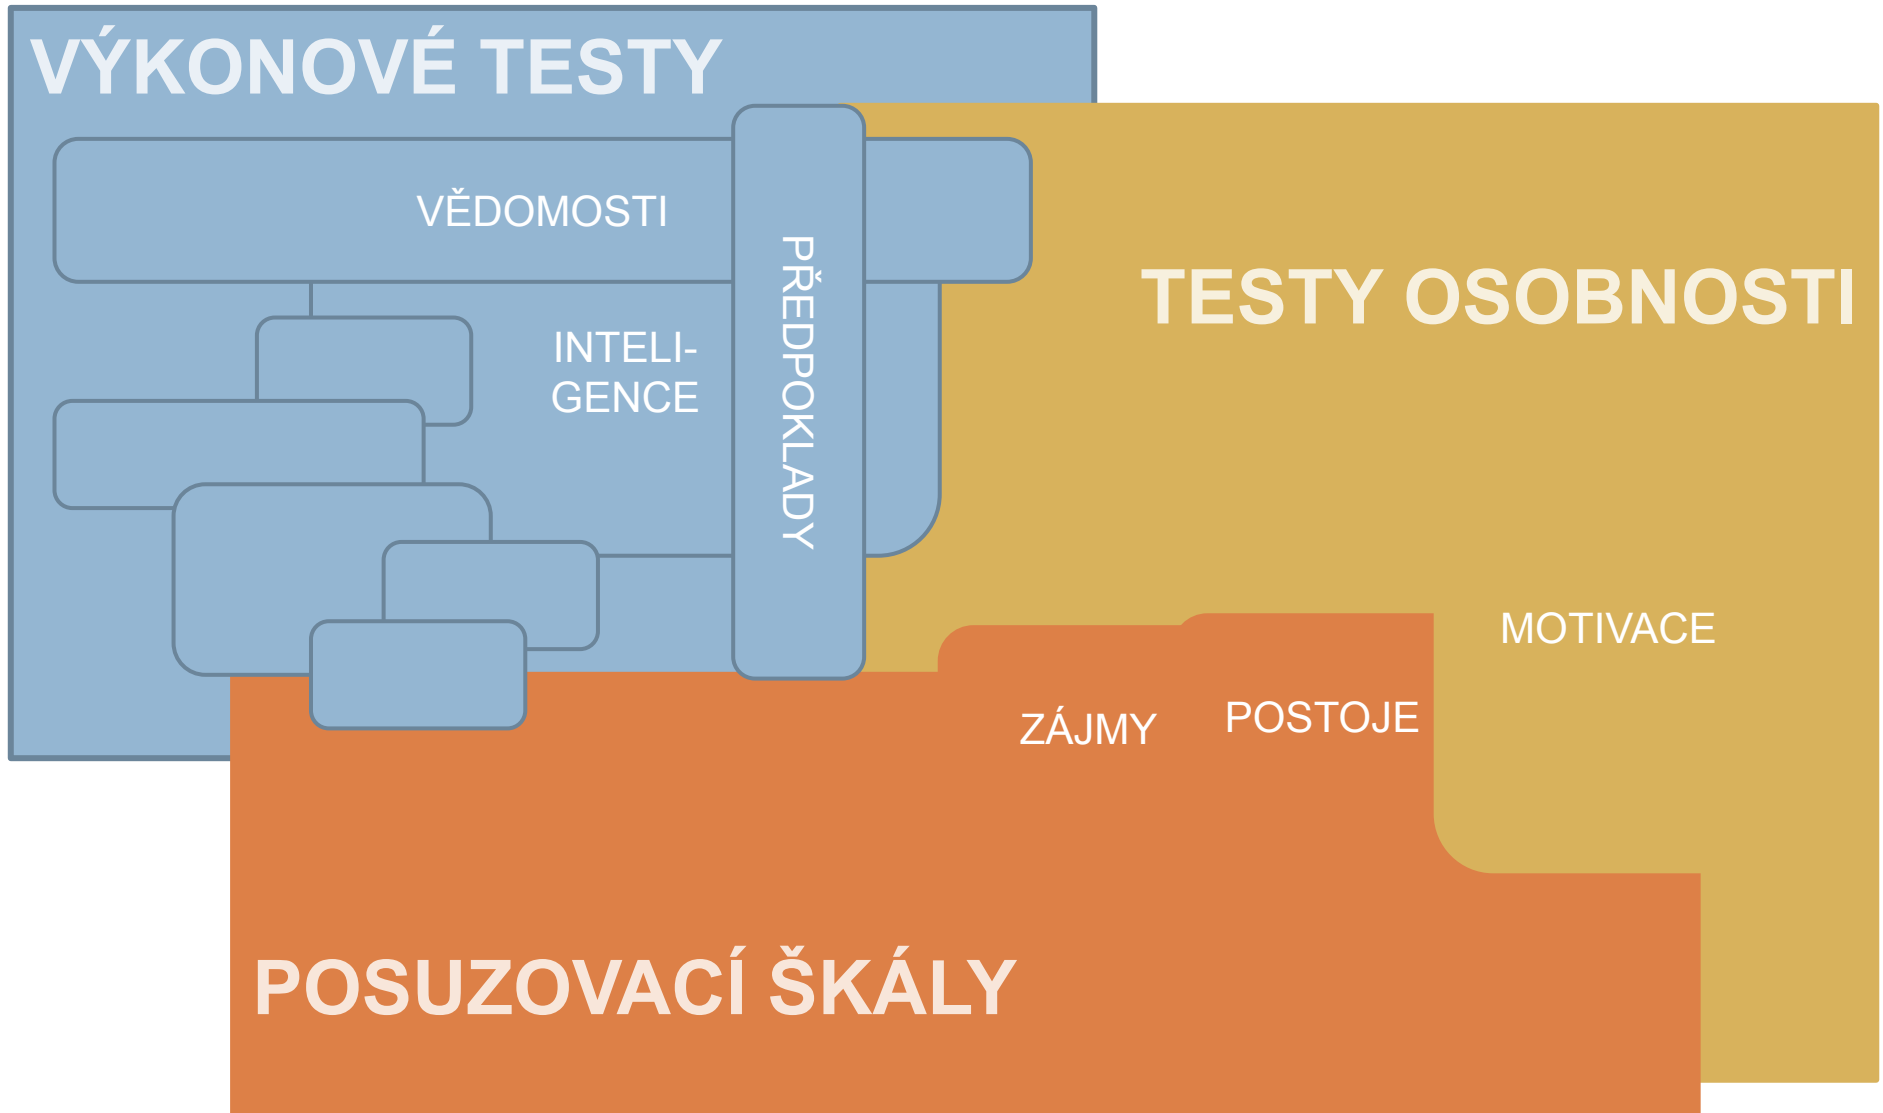 VÝKONOVÉ TESTY
VĚDOMOSTI
PŘEDPOKLADY
INTELI-
GENCE
TESTY OSOBNOSTI
MOTIVACE
ZÁJMY
POSTOJE
POSUZOVACÍ ŠKÁLY